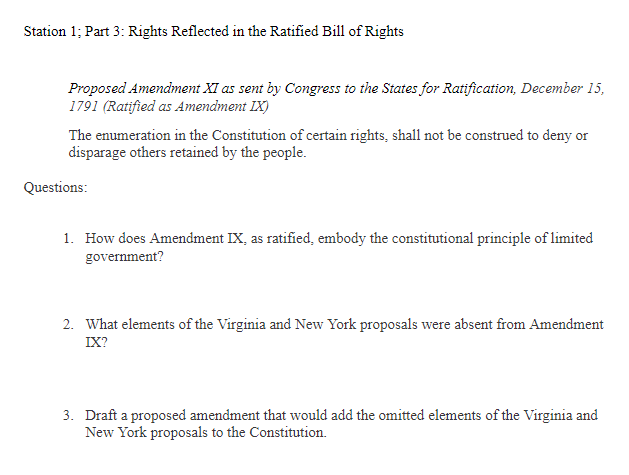 Station 1; Part 3: Rights Reflected in the Ratified Bill of Rights
Proposed Amendment XI as sent by Congress to the States for Ratification, December 15,
1791 (Ratified as Amendment IX)
The enumeration in the Constitution of certain rights, shall not be construed to deny or
disparage others retained by the people.
Questions:
1. How does Amendment IX, as ratified, embody the constitutional principle of limited
government?
2. What elements of the Virginia and New York proposals were absent from Amendment
IX?
3. Draft a proposed amendment that would add the omitted elements of the Virginia and
New York proposals to the Constitution.